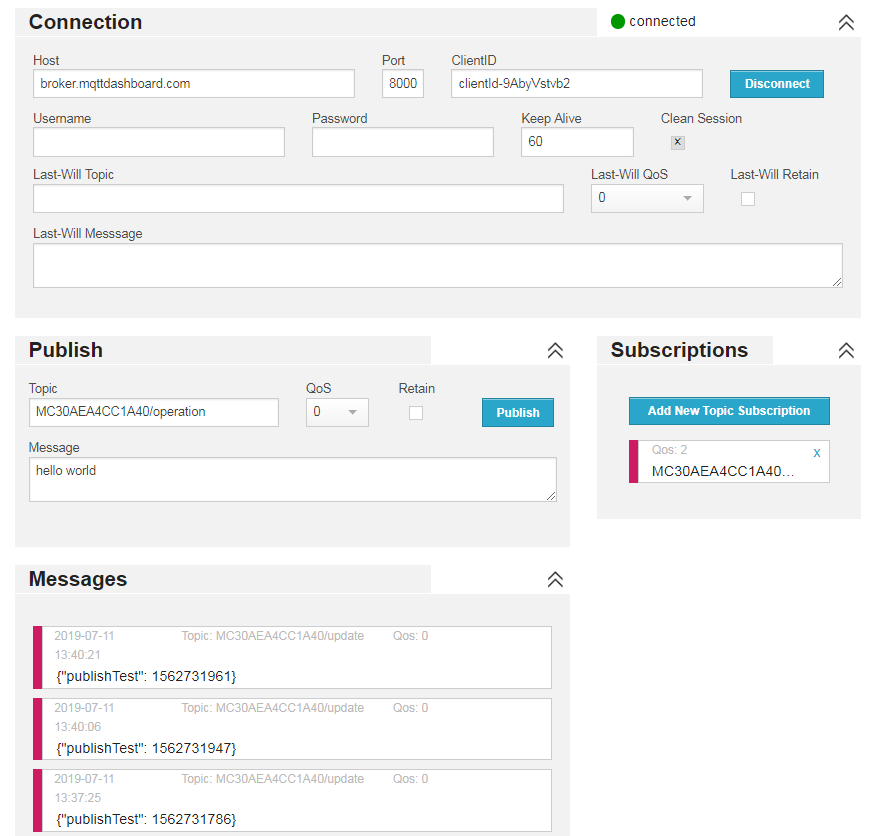 Connection
connected
Host Port ClientID
broker.mqttdashboard.com 8000 clientId-9AbyVstvb2 Disconnect
Username Password Keep Alive Clean Session
60 x
Last-Will Topic Last-Will QoS Last-Will Retain
0
Last-Will Messsage
Publish
Topic QoS Retain
MC30AEA4CC1A40/operation 0 Publish
Message
hello world
Subscriptions
Add New Topic Subscription
Qos: 2 x
MC30AEA4CC1A40...
Messages
2019-07-11 Topic: MC30AEA4CC1A40/update Qos: 0
13:40:21
{"publishTest": 1562731961}
2019-07-11 Topic: MC30AEA4CC1A40/update Qos: 0
13:40:06
{"publishTest": 1562731947}
2019-07-11 Topic: MC30AEA4CC1A40/update Qos: 0
13:37:25
{"publishTest": 1562731786}